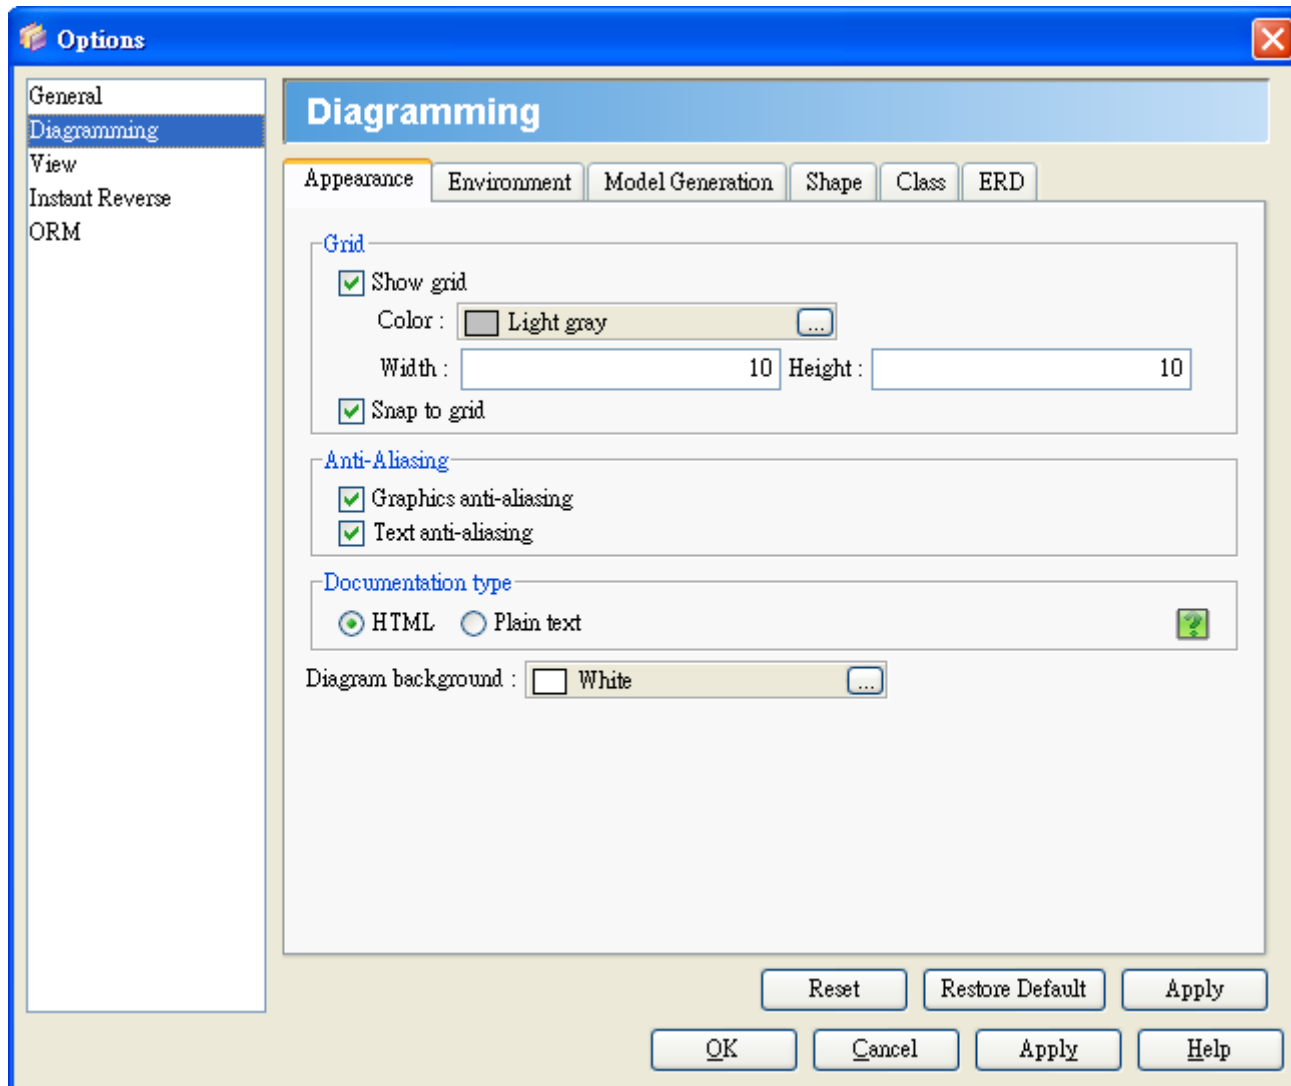 Options
General
Diagramming
View
Instant Reverse
ORM
Diagramming
Appearance Environment Model Generation Shape Class ERD
Grid
Show grid
Color : Light gray ...
Width : 10 Height : 10
Snap to grid
Anti-Aliasing
Graphics anti-aliasing
Text anti-aliasing
Documentation type
HTML Plain text ?
Diagram background : White ...
Reset Restore Default Apply
OK Cancel Apply Help